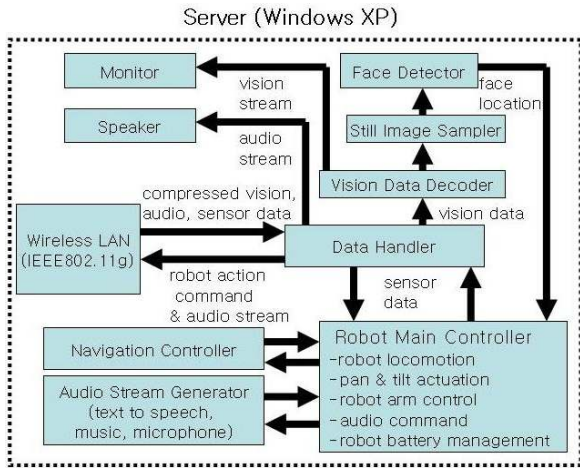 Server (Windows XP)
Monitor
Face Detector
vision
stream
face
location
Speaker
Still Image Sampler
audio
stream
Vision Data Decoder
compressed vision,
audio, sensor data
vision data
Wireless LAN
(IEEE802.11g)
Data Handler
robot action
command
& audio stream
sensor
data
Navigation Controller
Robot Main Controller
-robot locomotion
-pan & tilt actuation
-robot arm control
-audio command
-robot battery management
Audio Stream Generator
(text to speech,
music, microphone)